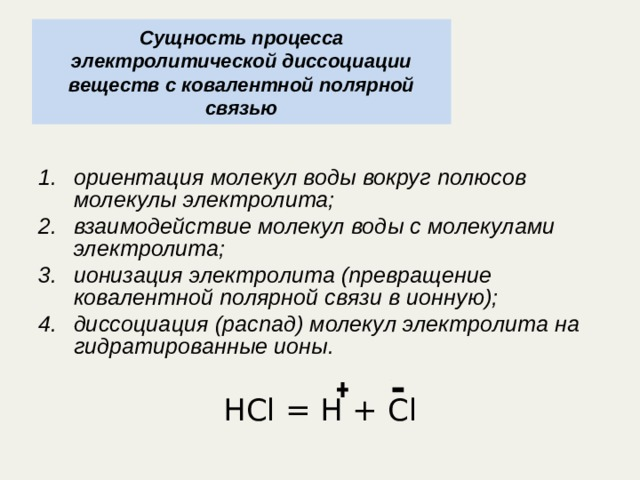 Сущность процесса
электролитической диссоциации
веществ с ковалентной полярной
связью
1. ориентация молекул воды вокруг полюсов
молекулы электролита;
2. взаимодействие молекул воды с молекулами
электролита;
3. ионизация электролита (превращение
ковалентной полярной связи в ионную);
4. диссоциация (распад) молекул электролита на
гидратированные ионы.
HCl = H⁺ + Cl⁻